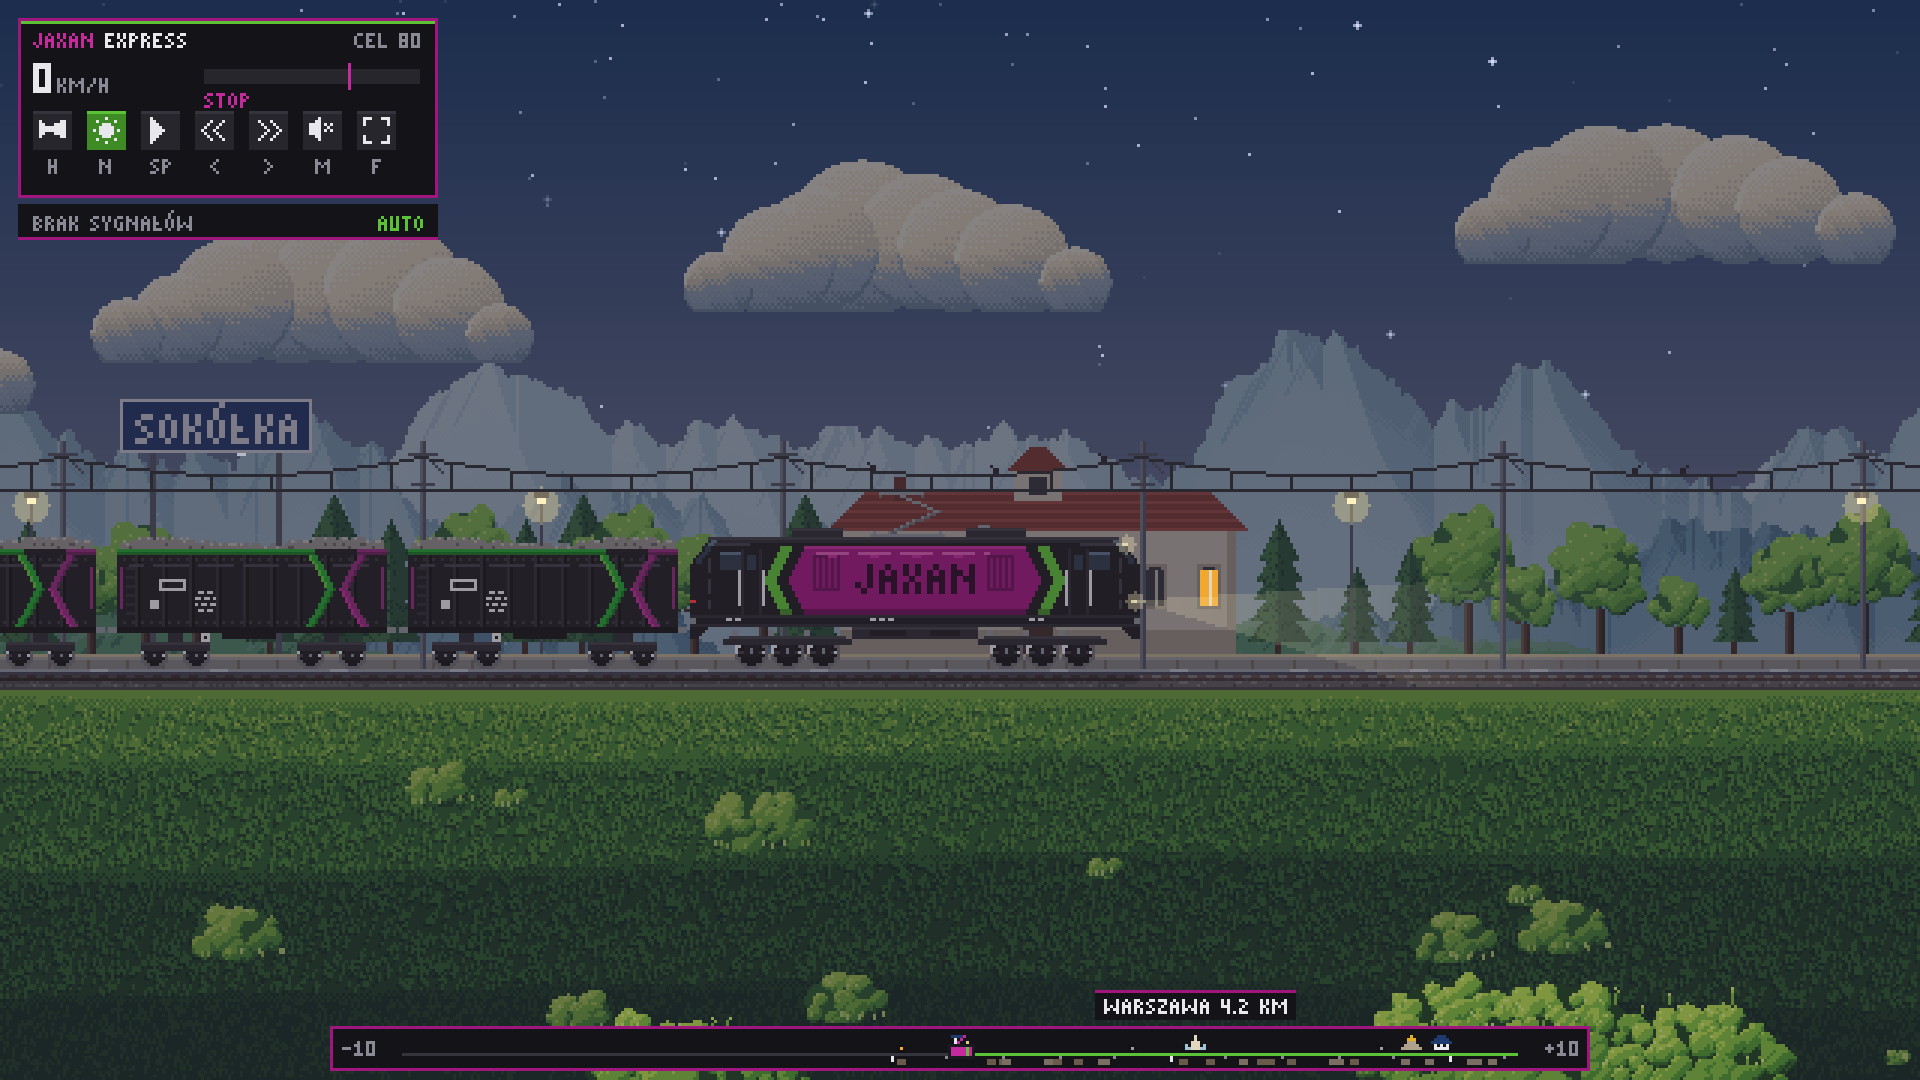 JAXAN EXPRESS CEL 80
0 KM/H
STOP
H N SP < > M F
BRAK SYGNAŁÓW AUTO
SOKÓŁKA
JAXAN
WARSZAWA 4.2 KM
-10 +10